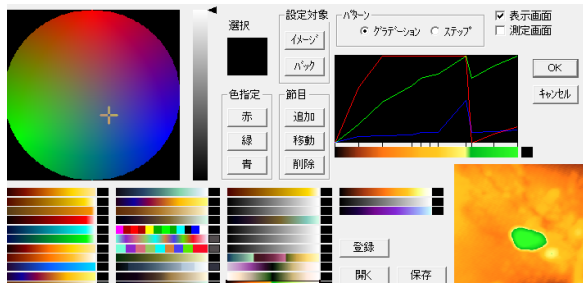 選択
設定対象
イメージ
バック
パターン
グラデーション
ステップ
表示画面
測定画面
OK
キャンセル
色指定
赤
緑
青
節目
追加
移動
削除
登録
開く
保存